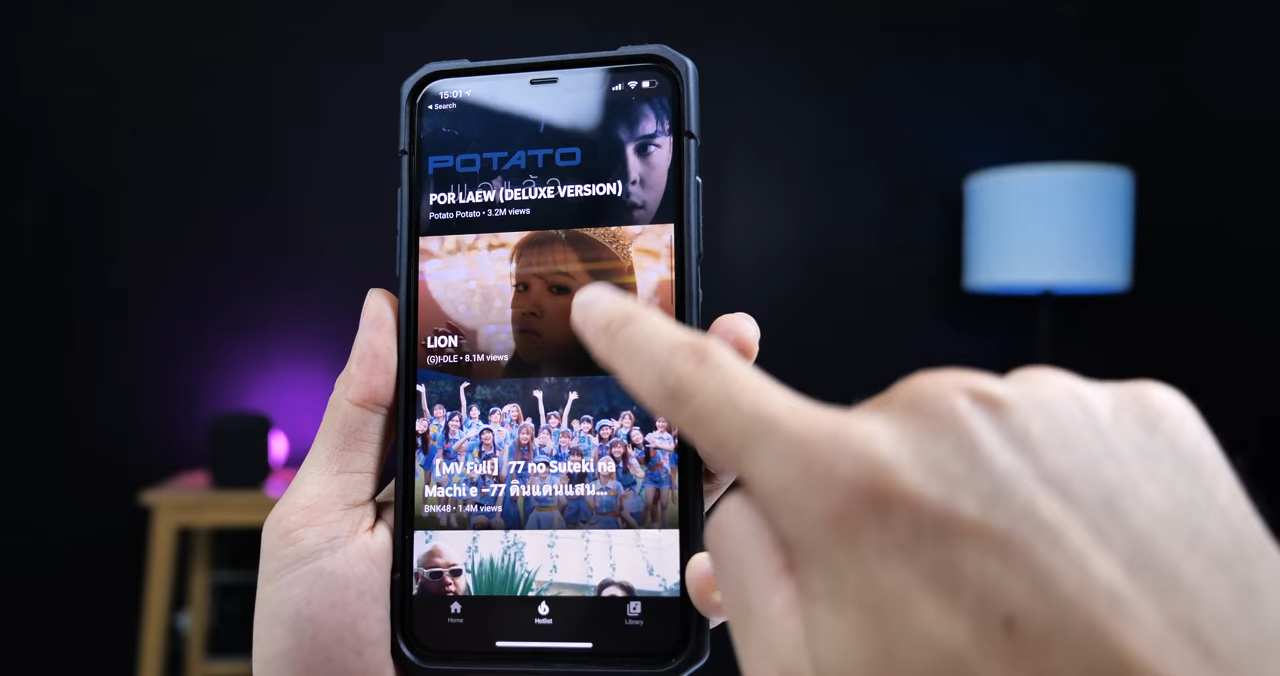 15:01
Search
POTATO
POR LAEW (DELUXE VERSION)
Potato Potato • 3.2M views
LION
(G)I-DLE • 8.1M views
【MV Full】 77 no Suteki na
Machi e –77 ดินแดนแสน...
BNK48 • 1.4M views
Home
Hotlist
Library